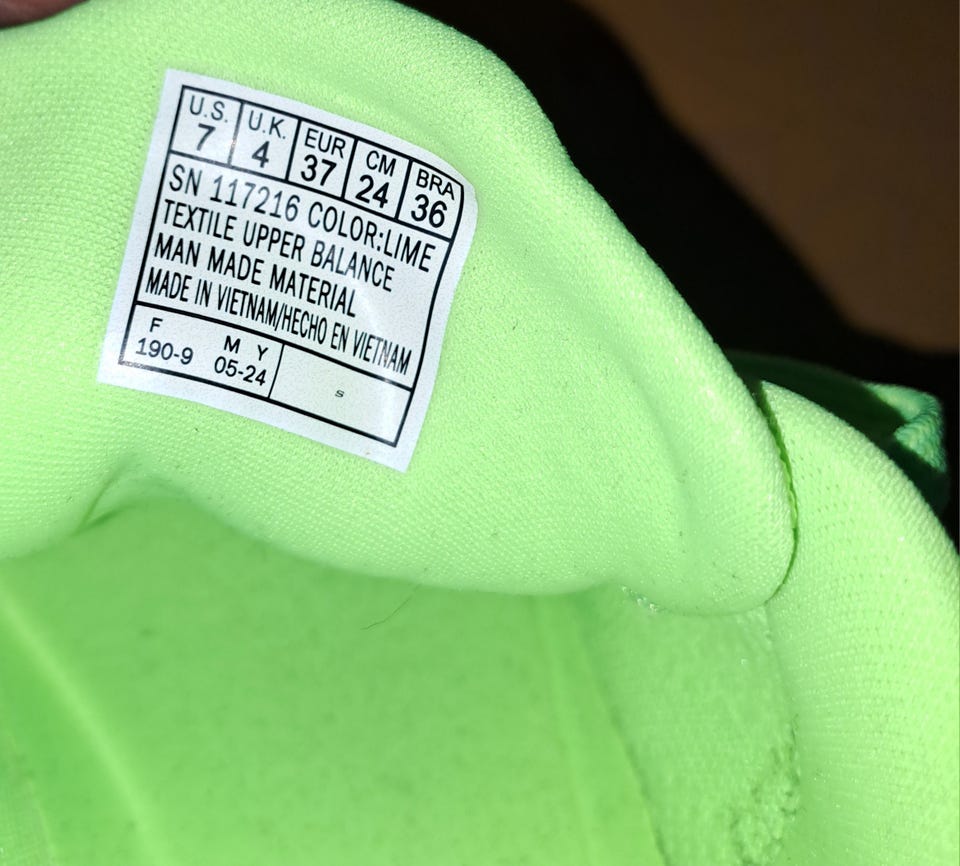 U.S. U.K. EUR CM BRA
7 4 37 24 36
SN 117216 COLOR:LIME
TEXTILE UPPER BALANCE
MAN MADE MATERIAL
MADE IN VIETNAM/HECHO EN VIETNAM
F M Y
190-9 05-24 s